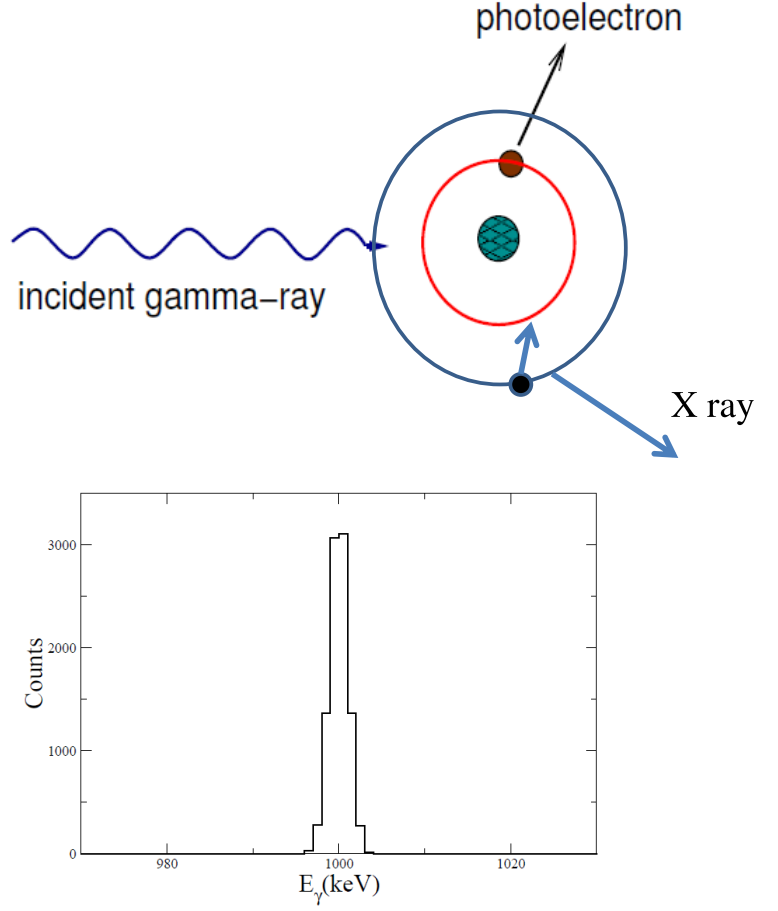 photoelectron
incident gamma−ray
X ray
3000
2000
1000
0
Counts
980
1000
1020
Eγ(keV)